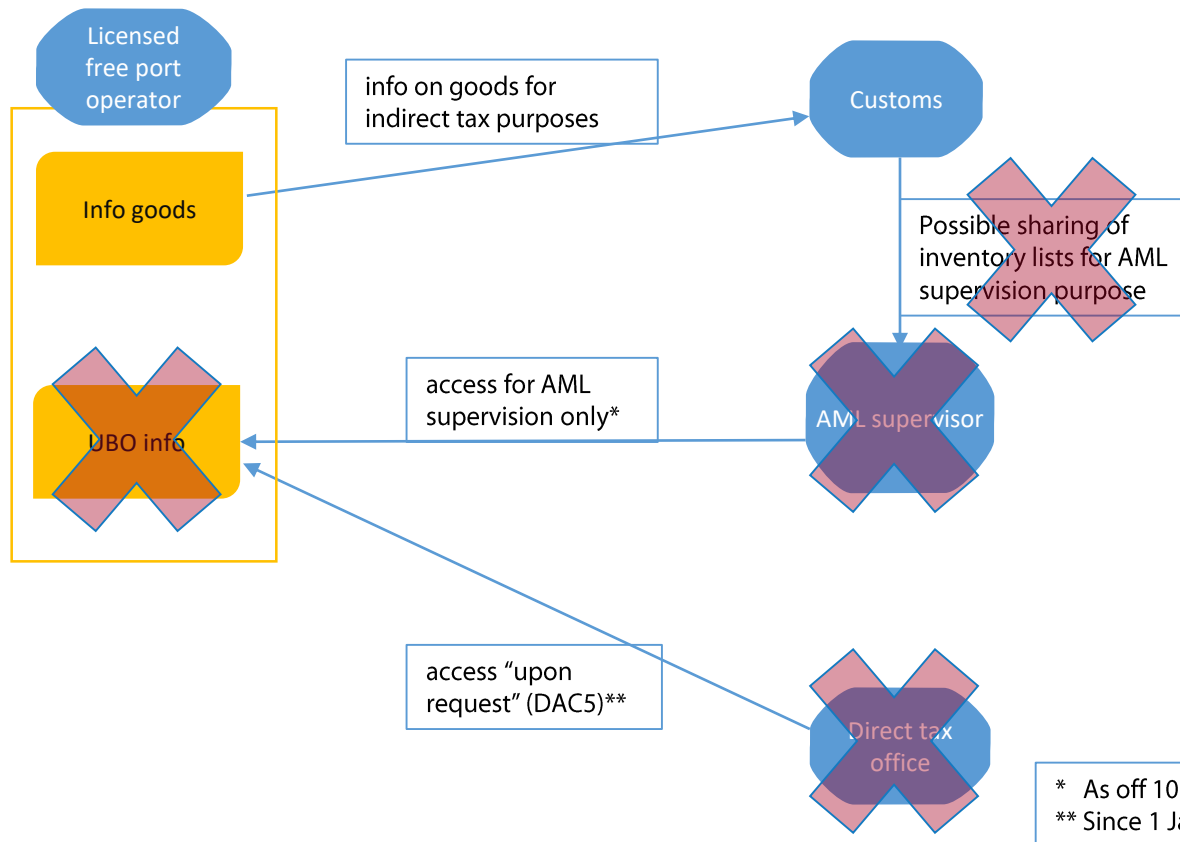 Licensed
free port
operator
info on goods for
indirect tax purposes
Customs
Info goods
Possible sharing of
inventory lists for AML
supervision purpose
access for AML
supervision only*
AML supervisor
UBO info
access “upon
request” (DAC5)**
Direct tax
office
* As off 10
** Since 1 Ja